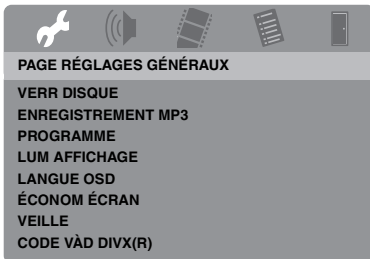 PAGE RÉGLAGES GÉNÉRAUX
VERR DISQUE
ENREGISTREMENT MP3
PROGRAMME
LUM AFFICHAGE
LANGUE OSD
ÉCONOM ÉCRAN
VEILLE
CODE VÀD DIVX(R)